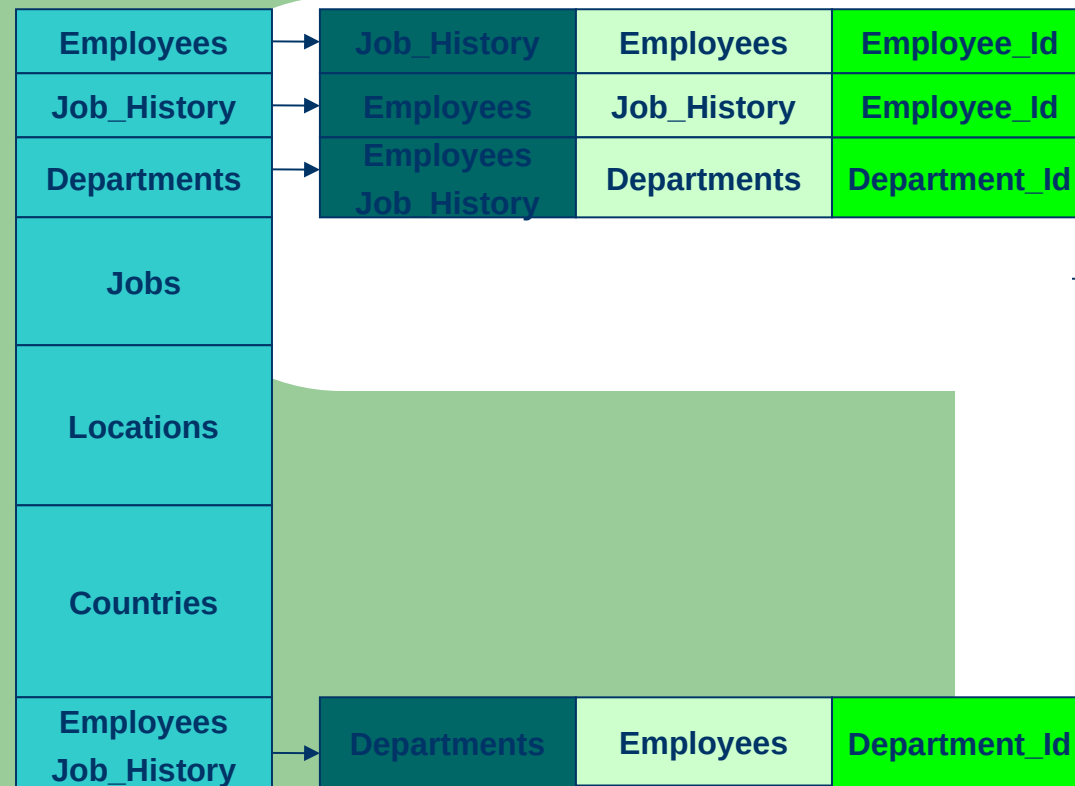 Employees Job_History Employees Employee_Id
Job_History Employees Job_History Employee_Id
Departments Employees Job_History Departments Department_Id
Jobs
Locations
Countries
Employees Job_History Departments Employees Department_Id